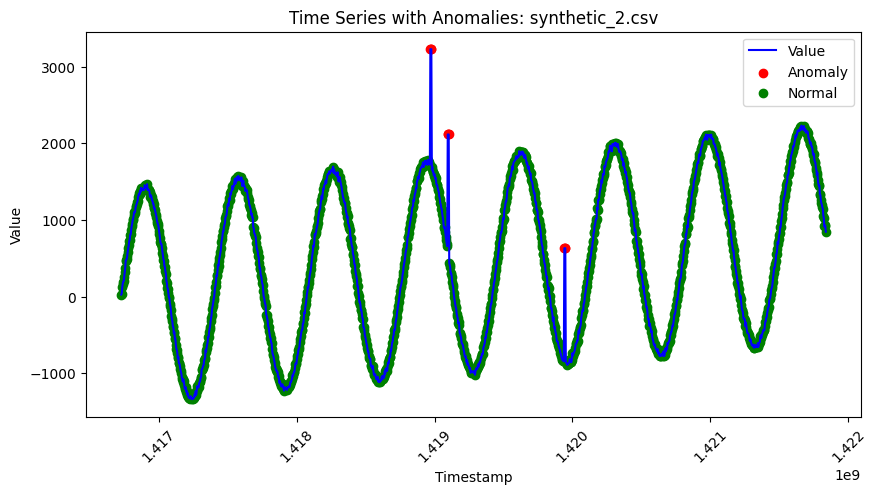 Time Series with Anomalies: synthetic_2.csv
Value
Anomaly
Normal
3000
2000
1000
0
−1000
Value
1.417
1.418
1.419
1.420
1.421
1.422
1e9
Timestamp